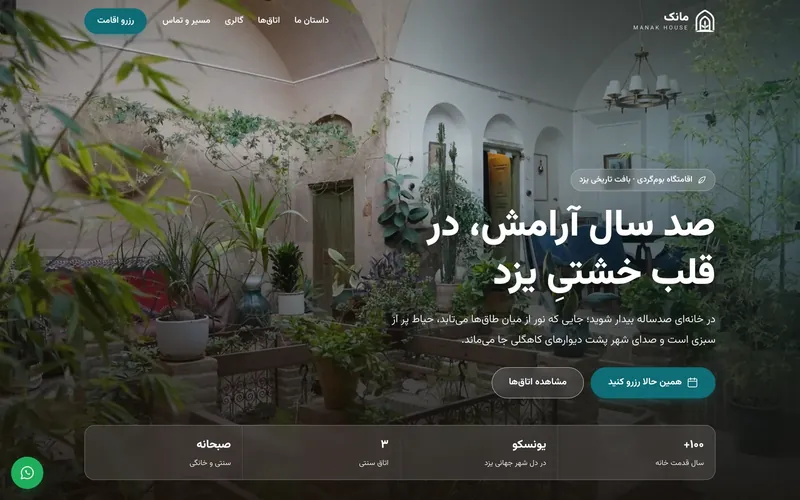 مانک
MANAK HOUSE
داستان ما
اتاق‌ها
گالری
مسیر و تماس
رزرو اقامت
اقامتگاه بوم‌گردی · بافت تاریخی یزد
صد سال آرامش، در
قلب خشتیِ یزد
در خانه‌ای صدساله بیدار شوید؛ جایی که نور از میان طاق‌ها می‌تابد، حیاط پر از
سبزی است و صدای شهر پشت دیوارهای کاهگلی جا می‌ماند.
همین حالا رزرو کنید
مشاهده اتاق‌ها
+۱۰۰
سال قدمت خانه
یونسکو
در دل شهر جهانی یزد
۳
اتاق سنتی
صبحانه
سنتی و خانگی